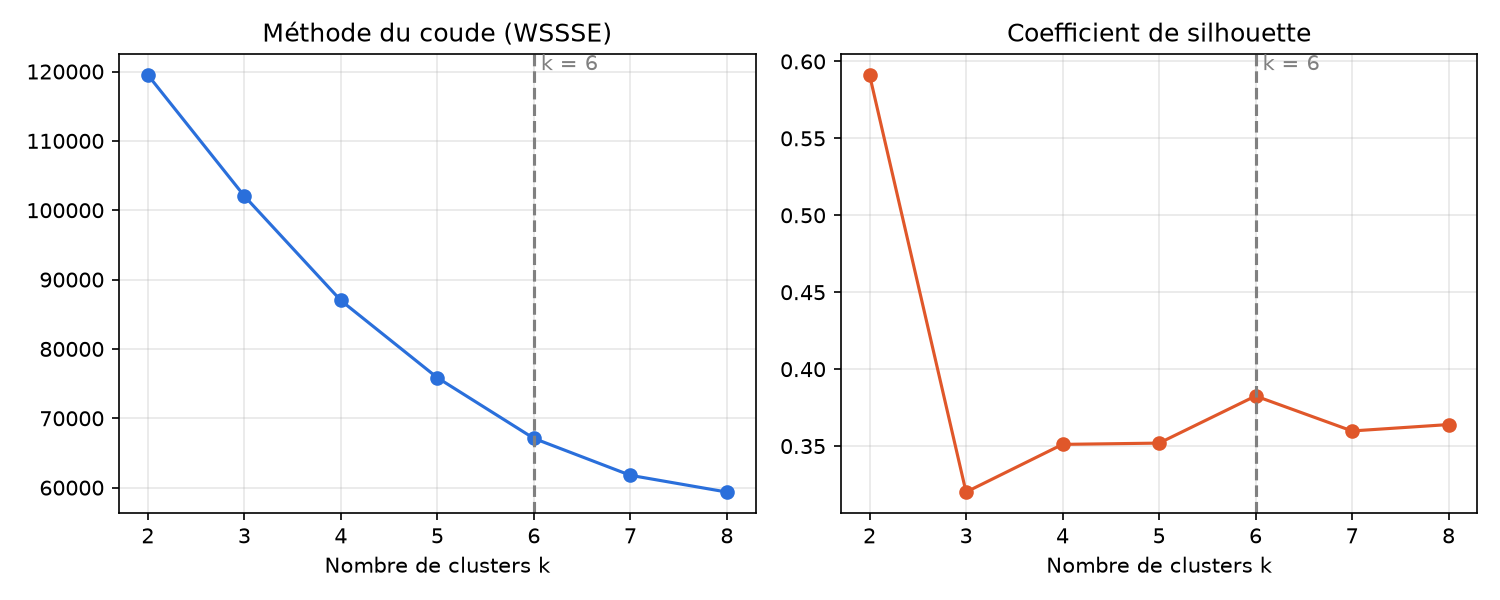 Méthode du coude (WSSSE)
k = 6
120000
110000
100000
90000
80000
70000
60000
2 3 4 5 6 7 8
Nombre de clusters k
Coefficient de silhouette
k = 6
0.60
0.55
0.50
0.45
0.40
0.35
2 3 4 5 6 7 8
Nombre de clusters k